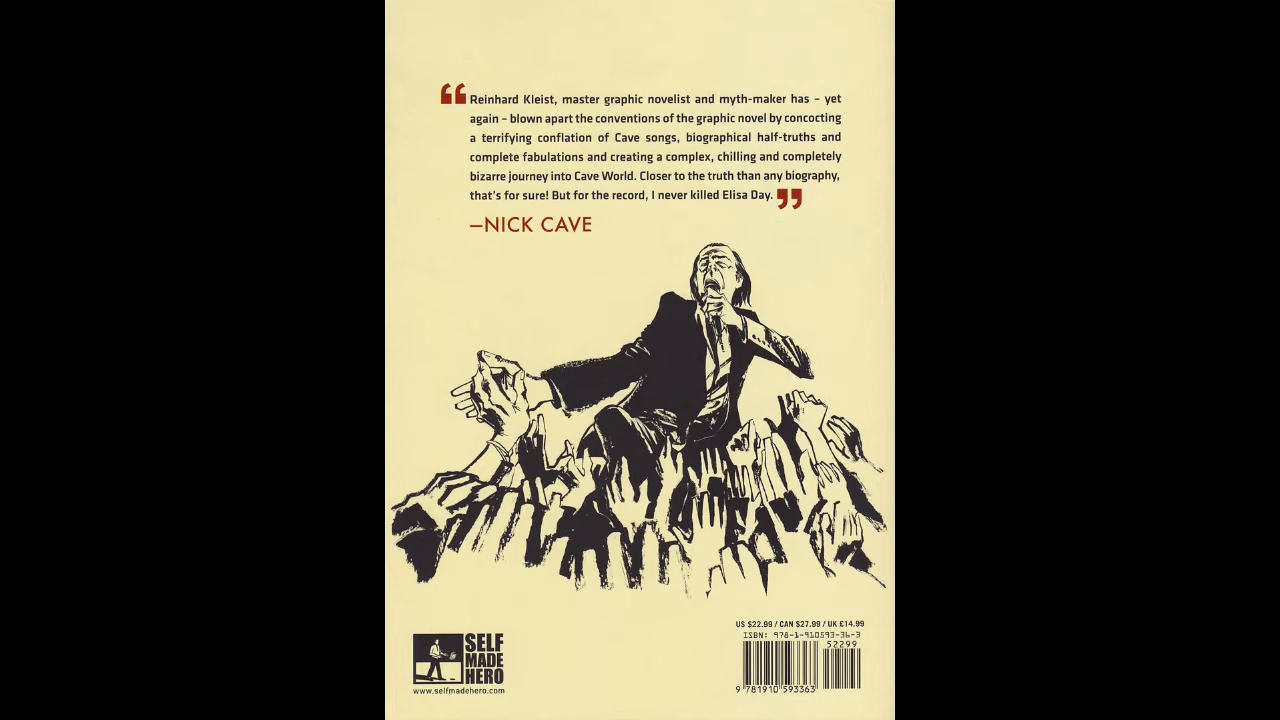 “ Reinhard Kleist, master graphic novelist and myth-maker has – yet
again – blown apart the conventions of the graphic novel by concocting
a terrifying conflation of Cave songs, biographical half-truths and
complete fabulations and creating a complex, chilling and completely
bizarre journey into Cave World. Closer to the truth than any biography,
that's for sure! But for the record, I never killed Elisa Day. ”
—NICK CAVE
SELF
MADE
HERO
www.selfmadehero.com
US $22.99 / CAN $27.99 / UK £14.99
ISBN: 978-1-910593-36-3
52299
9 781910 593363